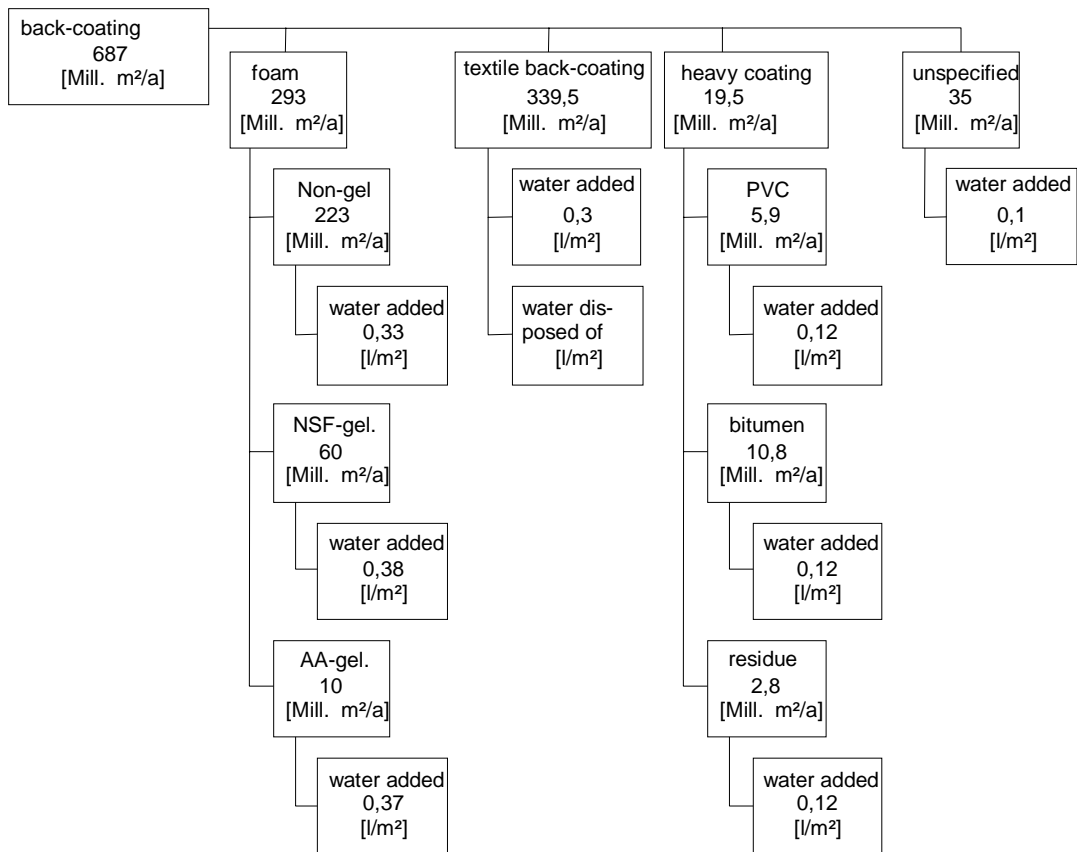 back-coating
687
[Mill. m²/a]
foam
293
[Mill. m²/a]
textile back-coating
339,5
[Mill. m²/a]
heavy coating
19,5
[Mill. m²/a]
unspecified
35
[Mill. m²/a]
Non-gel
223
[Mill. m²/a]
water added
0,3
[l/m²]
PVC
5,9
[Mill. m²/a]
water added
0,1
[l/m²]
water added
0,33
[l/m²]
water dis-
posed of
[l/m²]
water added
0,12
[l/m²]
NSF-gel.
60
[Mill. m²/a]
bitumen
10,8
[Mill. m²/a]
water added
0,38
[l/m²]
water added
0,12
[l/m²]
AA-gel.
10
[Mill. m²/a]
residue
2,8
[Mill. m²/a]
water added
0,37
[l/m²]
water added
0,12
[l/m²]